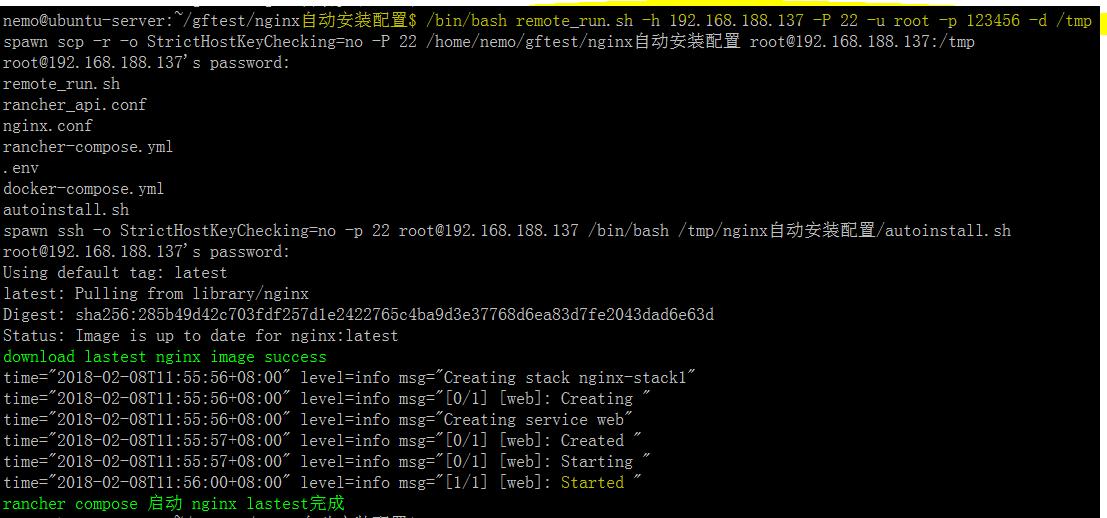 nemo@ubuntu-server:~/gftest/nginx自动安装配置$ /bin/bash remote_run.sh -h 192.168.188.137 -P 22 -u root -p 123456 -d /tmp
spawn scp -r -o StrictHostKeyChecking=no -P 22 /home/nemo/gftest/nginx自动安装配置 root@192.168.188.137:/tmp
root@192.168.188.137's password:
remote_run.sh
rancher_api.conf
nginx.conf
rancher-compose.yml
.env
docker-compose.yml
autoinstall.sh
spawn ssh -o StrictHostKeyChecking=no -p 22 root@192.168.188.137 /bin/bash /tmp/nginx自动安装配置/autoinstall.sh
root@192.168.188.137's password:
Using default tag: latest
latest: Pulling from library/nginx
Digest: sha256:285b49d42c703fdf257d1e2422765c4ba9d3e37768d6ea83d7fe2043dad6e63d
Status: Image is up to date for nginx:latest
download lastest nginx image success
time="2018-02-08T11:55:56+08:00" level=info msg="Creating stack nginx-stack1"
time="2018-02-08T11:55:56+08:00" level=info msg="[0/1] [web]: Creating "
time="2018-02-08T11:55:56+08:00" level=info msg="Creating service web"
time="2018-02-08T11:55:57+08:00" level=info msg="[0/1] [web]: Created "
time="2018-02-08T11:55:57+08:00" level=info msg="[0/1] [web]: Starting "
time="2018-02-08T11:56:00+08:00" level=info msg="[1/1] [web]: Started "
rancher compose 启动 nginx lastest完成